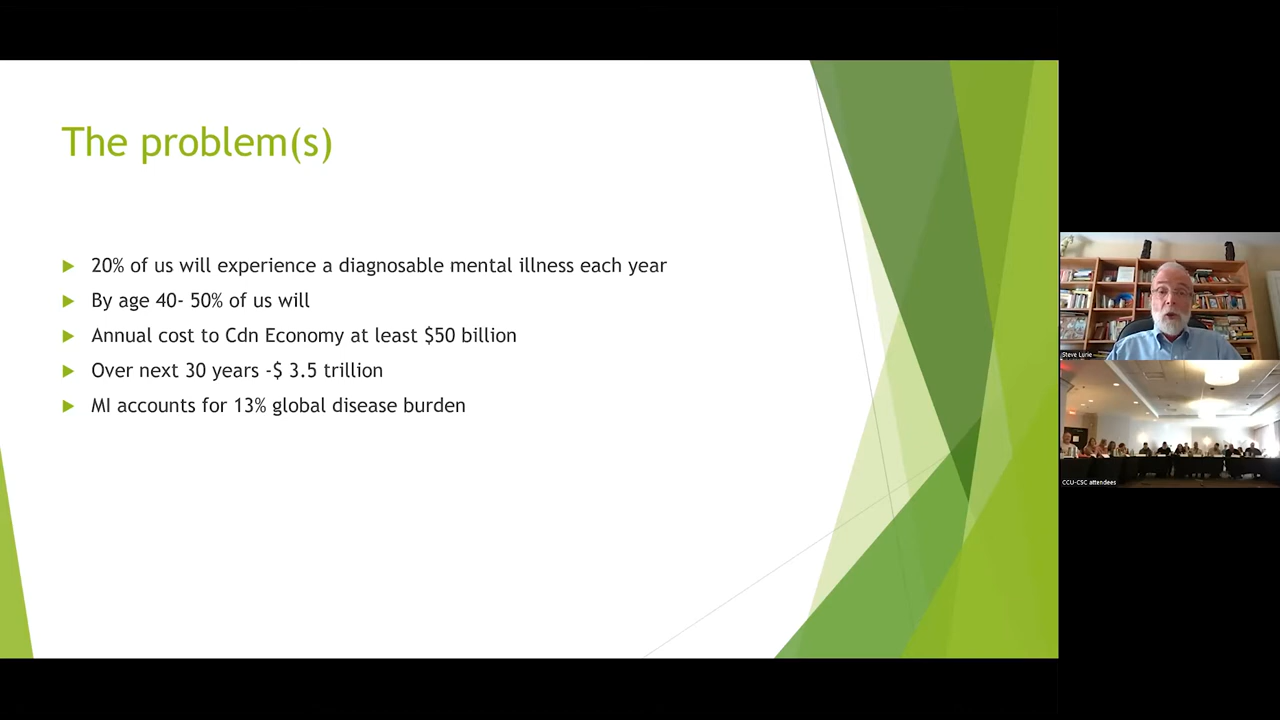 The problem(s)
20% of us will experience a diagnosable mental illness each year
By age 40- 50% of us will
Annual cost to Cdn Economy at least $50 billion
Over next 30 years -$ 3.5 trillion
MI accounts for 13% global disease burden
Steve Lurie
CCU-CSC attendees